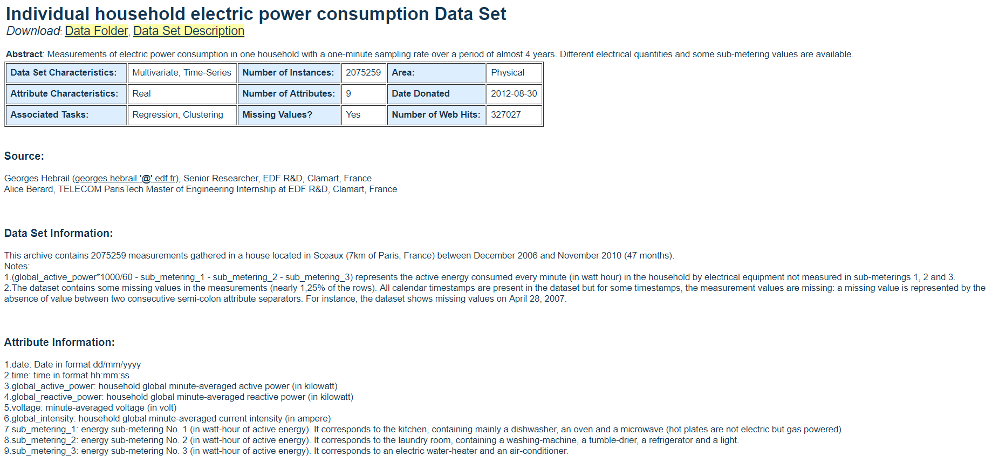 Individual household electric power consumption Data Set
Download: Data Folder, Data Set Description
Abstract: Measurements of electric power consumption in one household with a one-minute sampling rate over a period of almost 4 years. Different electrical quantities and some sub-metering values are available.
Data Set Characteristics: Multivariate, Time-Series Number of Instances: 2075259 Area: Physical
Attribute Characteristics: Real Number of Attributes: 9 Date Donated 2012-08-30
Associated Tasks: Regression, Clustering Missing Values? Yes Number of Web Hits: 327027
Source:
Georges Hebrail (georges.hebrail '@' edf.fr), Senior Researcher, EDF R&D, Clamart, France
Alice Berard, TELECOM ParisTech Master of Engineering Internship at EDF R&D, Clamart, France
Data Set Information:
This archive contains 2075259 measurements gathered in a house located in Sceaux (7km of Paris, France) between December 2006 and November 2010 (47 months).
Notes:
1.(global_active_power*1000/60 - sub_metering_1 - sub_metering_2 - sub_metering_3) represents the active energy consumed every minute (in watt hour) in the household by electrical equipment not measured in sub-meterings 1, 2 and 3.
2.The dataset contains some missing values in the measurements (nearly 1,25% of the rows). All calendar timestamps are present in the dataset but for some timestamps, the measurement values are missing: a missing value is represented by the
absence of value between two consecutive semi-colon attribute separators. For instance, the dataset shows missing values on April 28, 2007.
Attribute Information:
1.date: Date in format dd/mm/yyyy
2.time: time in format hh:mm:ss
3.global_active_power: household global minute-averaged active power (in kilowatt)
4.global_reactive_power: household global minute-averaged reactive power (in kilowatt)
5.voltage: minute-averaged voltage (in volt)
6.global_intensity: household global minute-averaged current intensity (in ampere)
7.sub_metering_1: energy sub-metering No. 1 (in watt-hour of active energy). It corresponds to the kitchen, containing mainly a dishwasher, an oven and a microwave (hot plates are not electric but gas powered).
8.sub_metering_2: energy sub-metering No. 2 (in watt-hour of active energy). It corresponds to the laundry room, containing a washing-machine, a tumble-drier, a refrigerator and a light.
9.sub_metering_3: energy sub-metering No. 3 (in watt-hour of active energy). It corresponds to an electric water-heater and an air-conditioner.